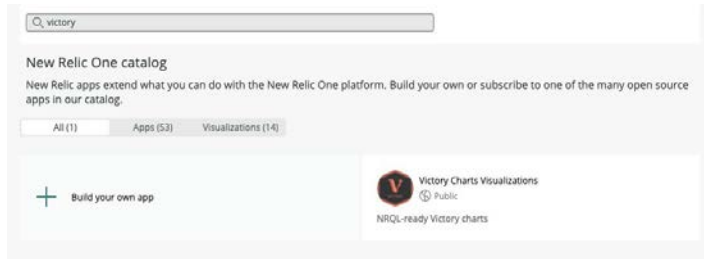 victory
New Relic One catalog
New Relic apps extend what you can do with the New Relic One platform. Build your own or subscribe to one of the many open source
apps in our catalog.
All (1) Apps (53) Visualizations (14)
Build your own app
Victory Charts Visualizations
Public
NRQL-ready Victory charts